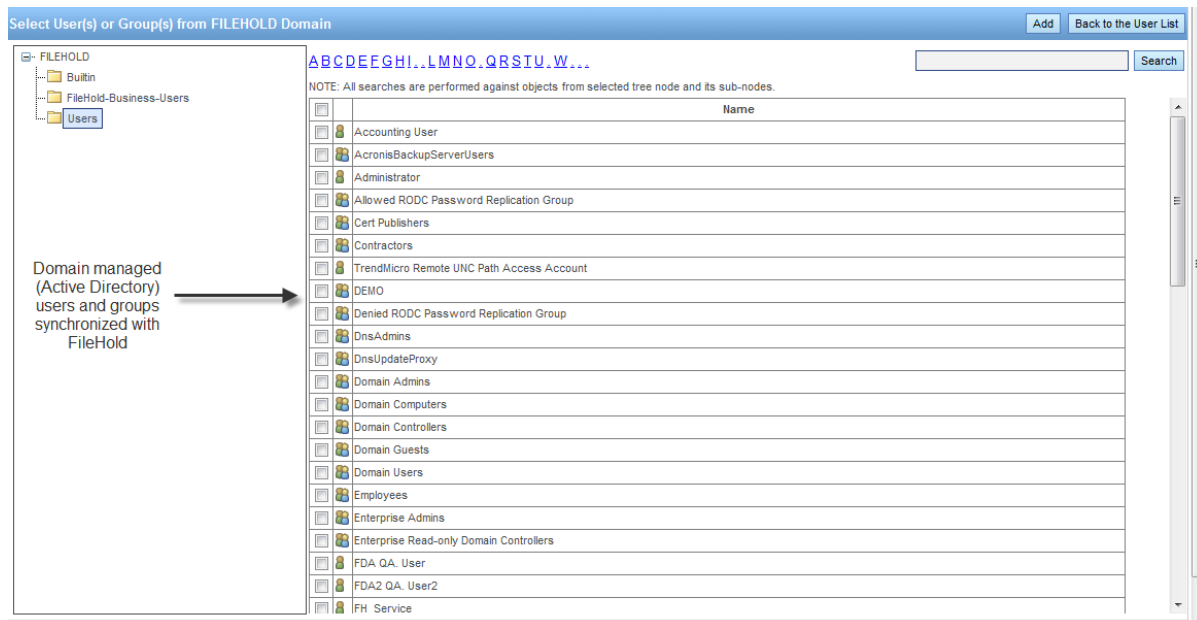 Select User(s) or Group(s) from FILEHOLD Domain
Add
Back to the User List
FILEHOLD
Builtin
FileHold-Business-Users
Users
A B C D E F G H I . . L M N O . Q R S T U . W . . .
Search
NOTE: All searches are performed against objects from selected tree node and its sub-nodes.
Name
Accounting User
AcronisBackupServerUsers
Administrator
Allowed RODC Password Replication Group
Cert Publishers
Contractors
TrendMicro Remote UNC Path Access Account
DEMO
Denied RODC Password Replication Group
DnsAdmins
DnsUpdateProxy
Domain Admins
Domain Computers
Domain Controllers
Domain Guests
Domain Users
Employees
Enterprise Admins
Enterprise Read-only Domain Controllers
FDA QA. User
FDA2 QA. User2
FH_Service
Domain managed
(Active Directory)
users and groups
synchronized with
FileHold